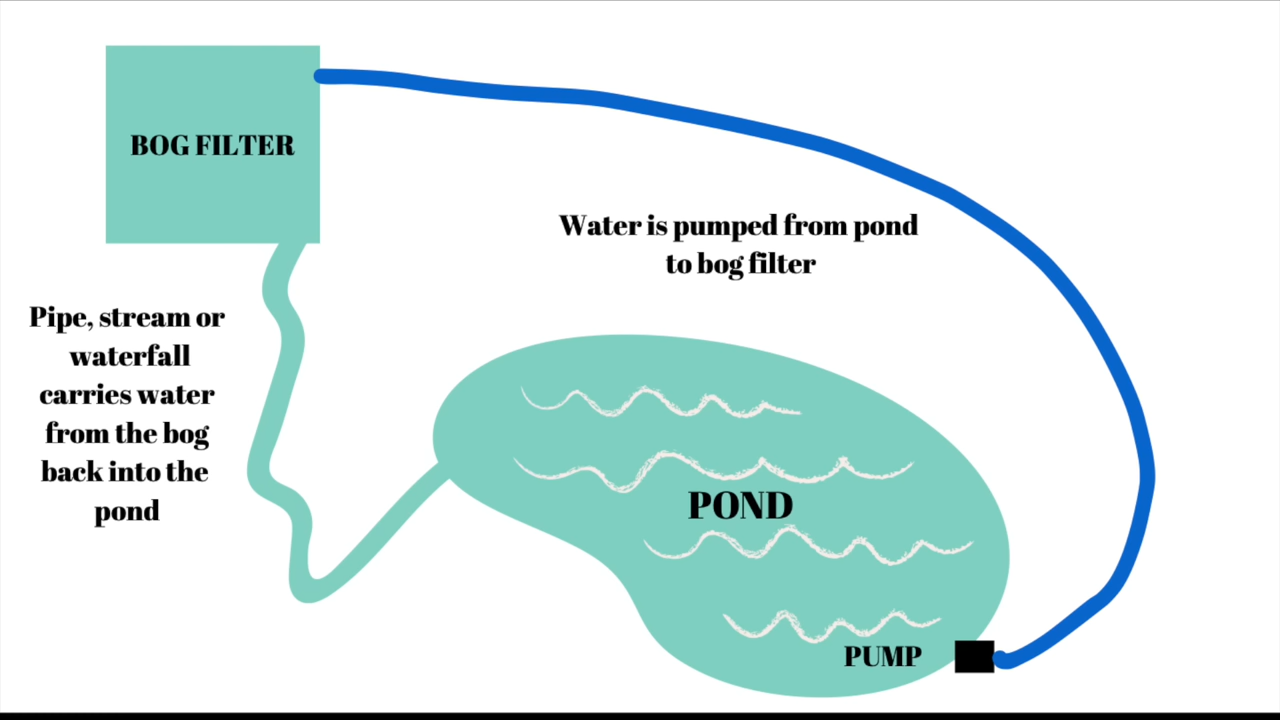 BOG FILTER
Water is pumped from pond
to bog filter
Pipe, stream or
waterfall
carries water
from the bog
back into the
pond
POND
PUMP